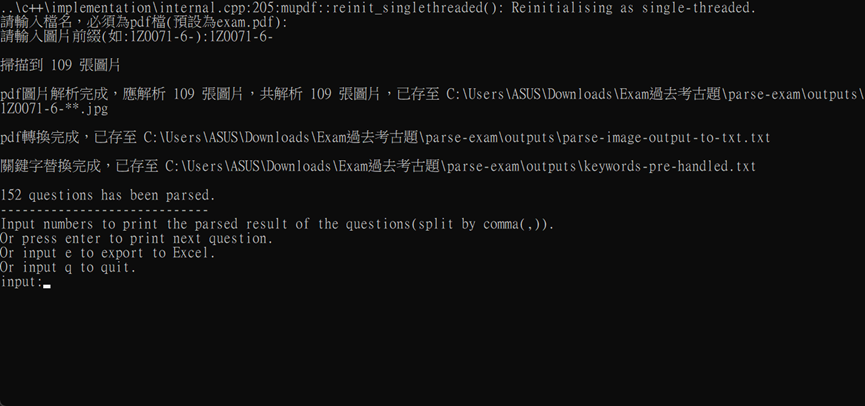 ..\c++\implementation\internal.cpp:205:mupdf::reinit_singlethreaded(): Reinitialising as single-threaded.
請輸入檔名，必須為pdf檔(預設為exam.pdf):
請輸入圖片前綴(如:1Z0071-6-):1Z0071-6-
掃描到 109 張圖片
pdf圖片解析完成，應解析 109 張圖片，共解析 109 張圖片，已存至 C:\Users\ASUS\Downloads\Exam過去考古題\parse-exam\outputs\
1Z0071-6-**.jpg
pdf轉換完成，已存至 C:\Users\ASUS\Downloads\Exam過去考古題\parse-exam\outputs\parse-image-output-to-txt.txt
關鍵字替換完成，已存至 C:\Users\ASUS\Downloads\Exam過去考古題\parse-exam\outputs\keywords-pre-handled.txt
152 questions has been parsed.
----------------------------
Input numbers to print the parsed result of the questions(split by comma(,)).
Or press enter to print next question.
Or input e to export to Excel.
Or input q to quit.
input: